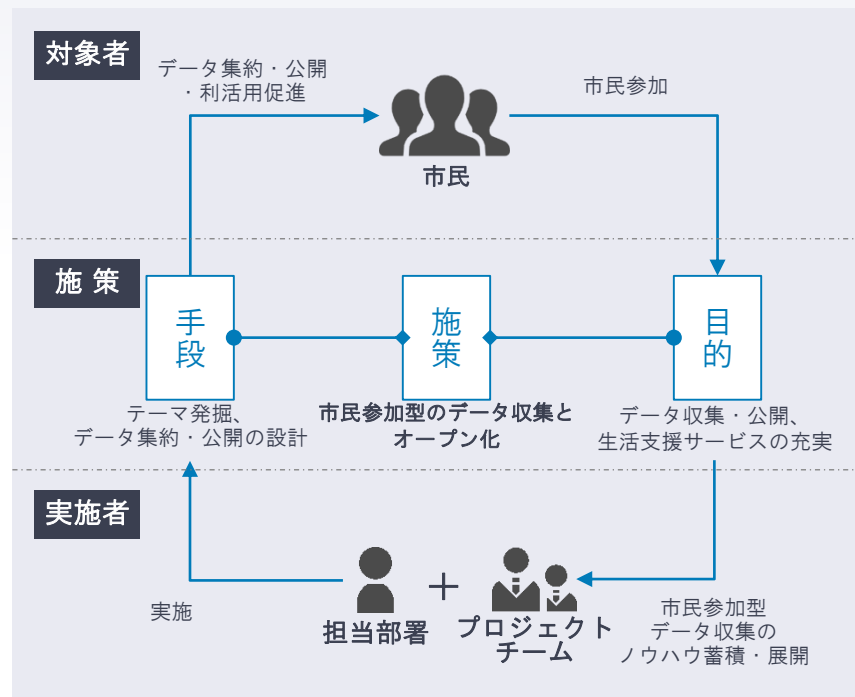 対象者
データ集約・公開
・利活用促進
市民参加
市民
施 策
手段
施策
目的
テーマ発掘、
データ集約・公開の設計
市民参加型のデータ収集と
オープン化
データ収集・公開、
生活支援サービスの充実
実施者
実施
担当部署
+
プロジェクト
チーム
市民参加型
データ収集の
ノウハウ蓄積・展開